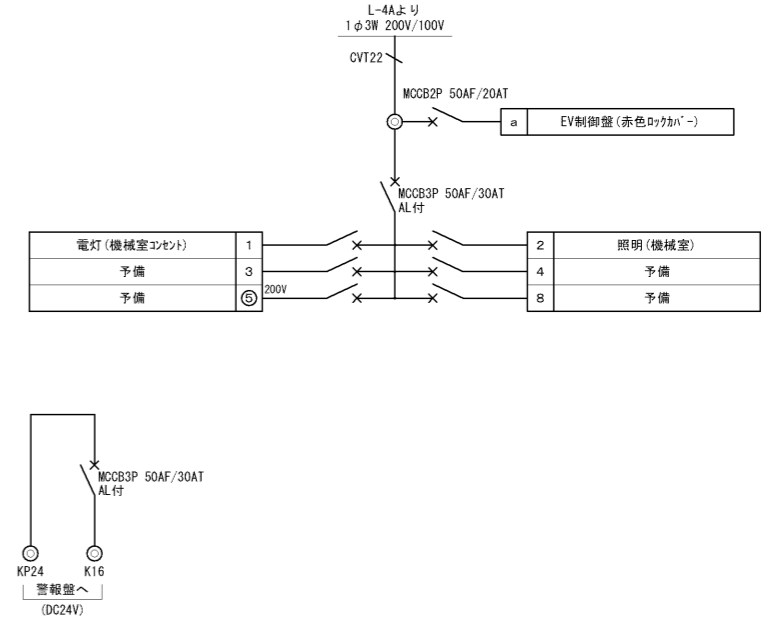 L-4Aより
1φ3W 200V/100V
CVT22
MCCB2P 50AF/20AT
a EV制御盤(赤色ロックカバー)
MCCB3P 50AF/30AT
AL付
電灯(機械室コンセント) 1
2 照明(機械室)
予備 3
4 予備
予備 ⑤ 200V
8 予備
MCCB3P 50AF/30AT
AL付
KP24 K16
警報盤へ
(DC24V)